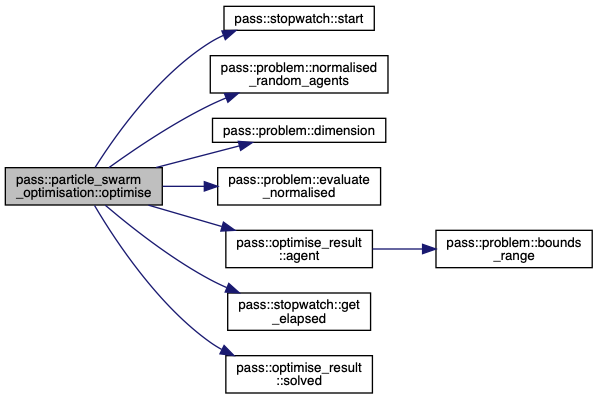 pass::stopwatch::start
pass::problem::normalised
_random_agents
pass::problem::dimension
pass::particle_swarm
_optimisation::optimise
pass::problem::evaluate
_normalised
pass::optimise_result
::agent
pass::problem::bounds
_range
pass::stopwatch::get
_elapsed
pass::optimise_result
::solved